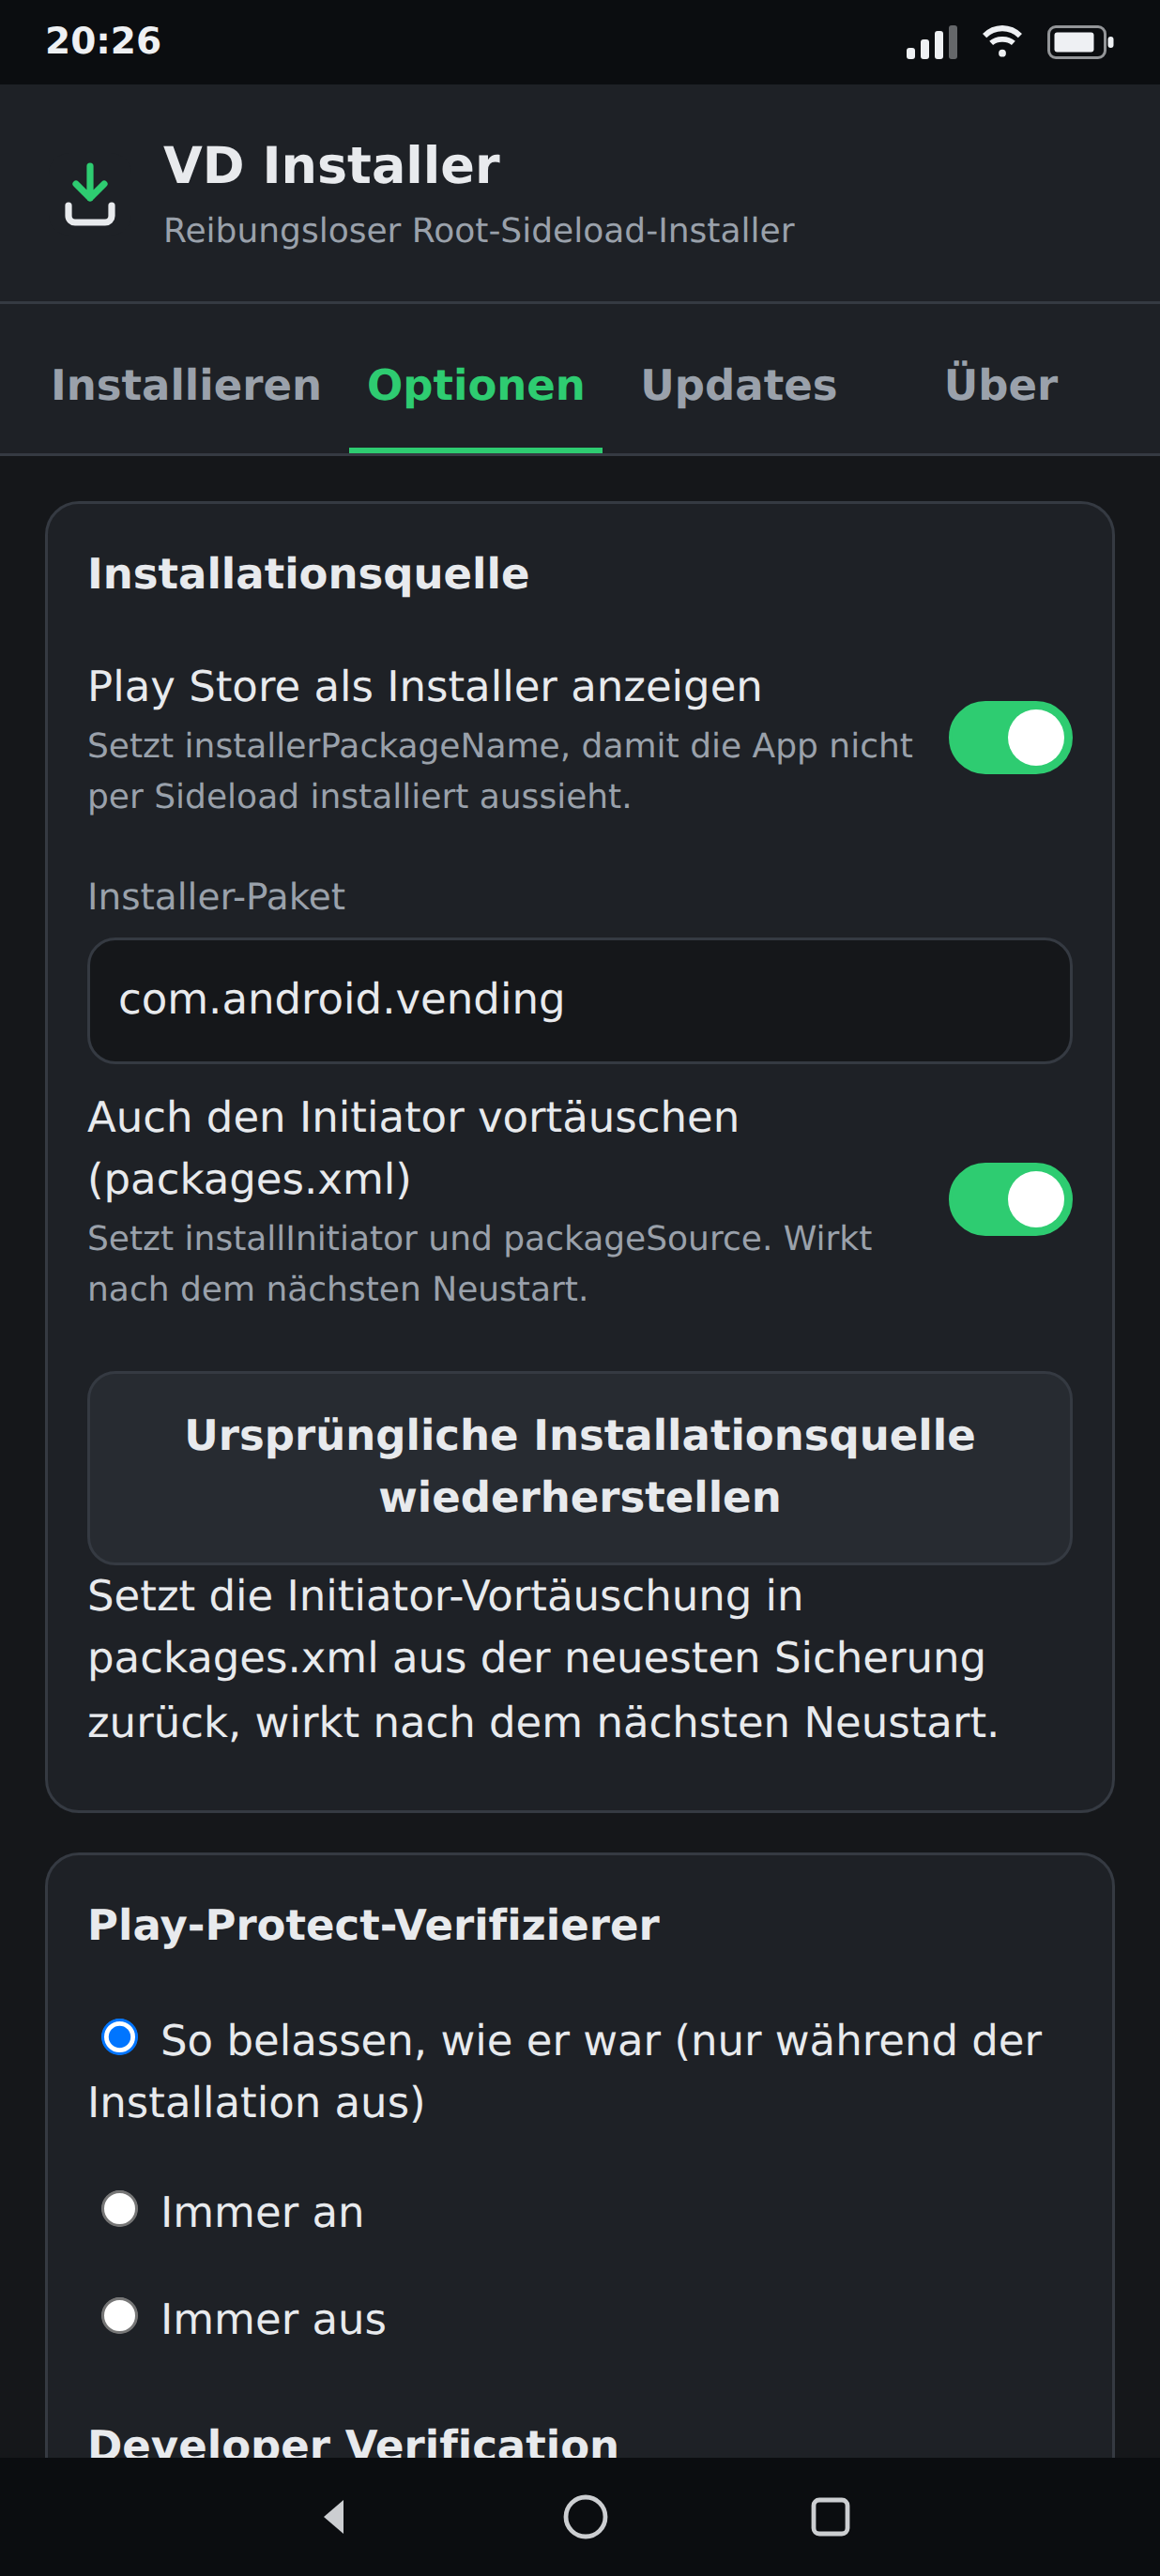 20:26
VD Installer
Reibungsloser Root-Sideload-Installer
Installieren Optionen Updates Über
Installationsquelle
Play Store als Installer anzeigen
Setzt installerPackageName, damit die App nicht
per Sideload installiert aussieht.
Installer-Paket
com.android.vending
Auch den Initiator vortäuschen
(packages.xml)
Setzt installInitiator und packageSource. Wirkt
nach dem nächsten Neustart.
Ursprüngliche Installationsquelle
wiederherstellen
Setzt die Initiator-Vortäuschung in
packages.xml aus der neuesten Sicherung
zurück, wirkt nach dem nächsten Neustart.
Play-Protect-Verifizierer
So belassen, wie er war (nur während der
Installation aus)
Immer an
Immer aus
Developer Verification